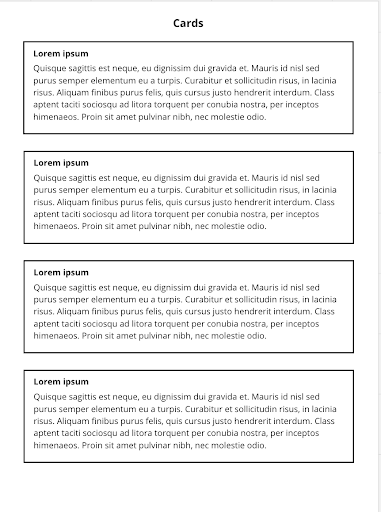 Cards
Lorem ipsum
Quisque sagittis est neque, eu dignissim dui gravida et. Mauris id nisl sed
purus semper elementum eu a turpis. Curabitur et sollicitudin risus, in lacinia
risus. Aliquam finibus purus felis, quis cursus justo hendrerit interdum. Class
aptent taciti sociosqu ad litora torquent per conubia nostra, per inceptos
himenaeos. Proin sit amet pulvinar nibh, nec molestie odio.
Lorem ipsum
Quisque sagittis est neque, eu dignissim dui gravida et. Mauris id nisl sed
purus semper elementum eu a turpis. Curabitur et sollicitudin risus, in lacinia
risus. Aliquam finibus purus felis, quis cursus justo hendrerit interdum. Class
aptent taciti sociosqu ad litora torquent per conubia nostra, per inceptos
himenaeos. Proin sit amet pulvinar nibh, nec molestie odio.
Lorem ipsum
Quisque sagittis est neque, eu dignissim dui gravida et. Mauris id nisl sed
purus semper elementum eu a turpis. Curabitur et sollicitudin risus, in lacinia
risus. Aliquam finibus purus felis, quis cursus justo hendrerit interdum. Class
aptent taciti sociosqu ad litora torquent per conubia nostra, per inceptos
himenaeos. Proin sit amet pulvinar nibh, nec molestie odio.
Lorem ipsum
Quisque sagittis est neque, eu dignissim dui gravida et. Mauris id nisl sed
purus semper elementum eu a turpis. Curabitur et sollicitudin risus, in lacinia
risus. Aliquam finibus purus felis, quis cursus justo hendrerit interdum. Class
aptent taciti sociosqu ad litora torquent per conubia nostra, per inceptos
himenaeos. Proin sit amet pulvinar nibh, nec molestie odio.